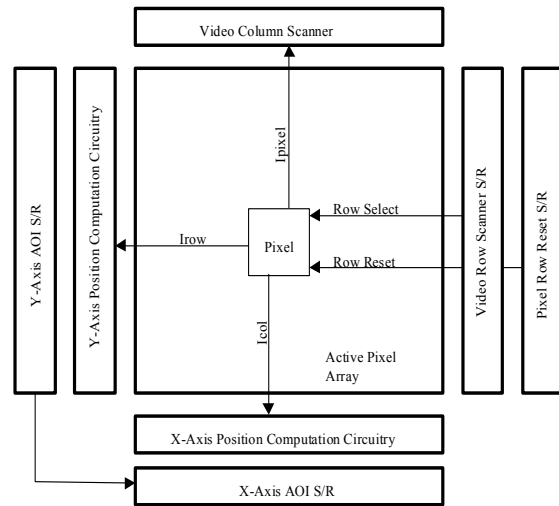 Video Column Scanner
Y-Axis AOI S/R
Y-Axis Position Computation Circuitry
Ipixel
Row Select
Irow
Pixel
Row Reset
Icol
Active Pixel
Array
Video Row Scanner S/R
Pixel Row Reset S/R
X-Axis Position Computation Circuitry
X-Axis AOI S/R